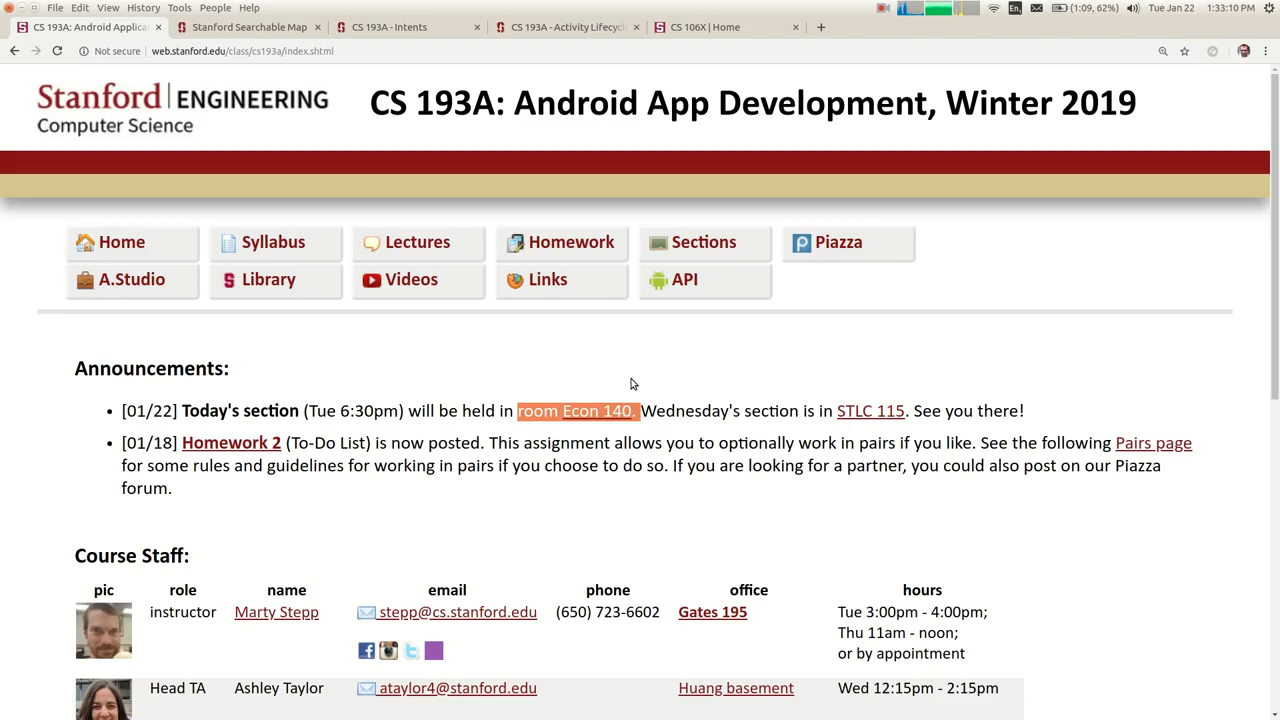 File Edit View History Tools People Help
En
(1:09, 62%)
Tue Jan 22
1:33:10 PM
CS 193A: Android Applica
Stanford Searchable Map
CS 193A - Intents
CS 193A - Activity Lifecycl
CS 106X | Home
Not secure web.stanford.edu/class/cs193a/index.shtml
Stanford ENGINEERING
Computer Science
CS 193A: Android App Development, Winter 2019
Home Syllabus Lectures Homework Sections Piazza
A.Studio Library Videos Links API
Announcements:
• [01/22] Today's section (Tue 6:30pm) will be held in room Econ 140. Wednesday's section is in STLC 115. See you there!
• [01/18] Homework 2 (To-Do List) is now posted. This assignment allows you to optionally work in pairs if you like. See the following Pairs page
for some rules and guidelines for working in pairs if you choose to do so. If you are looking for a partner, you could also post on our Piazza
forum.
Course Staff:
pic role name email phone office hours
instructor Marty Stepp stepp@cs.stanford.edu (650) 723-6602 Gates 195 Tue 3:00pm - 4:00pm;
Thu 11am - noon;
or by appointment
Head TA Ashley Taylor ataylor4@stanford.edu Huang basement Wed 12:15pm - 2:15pm